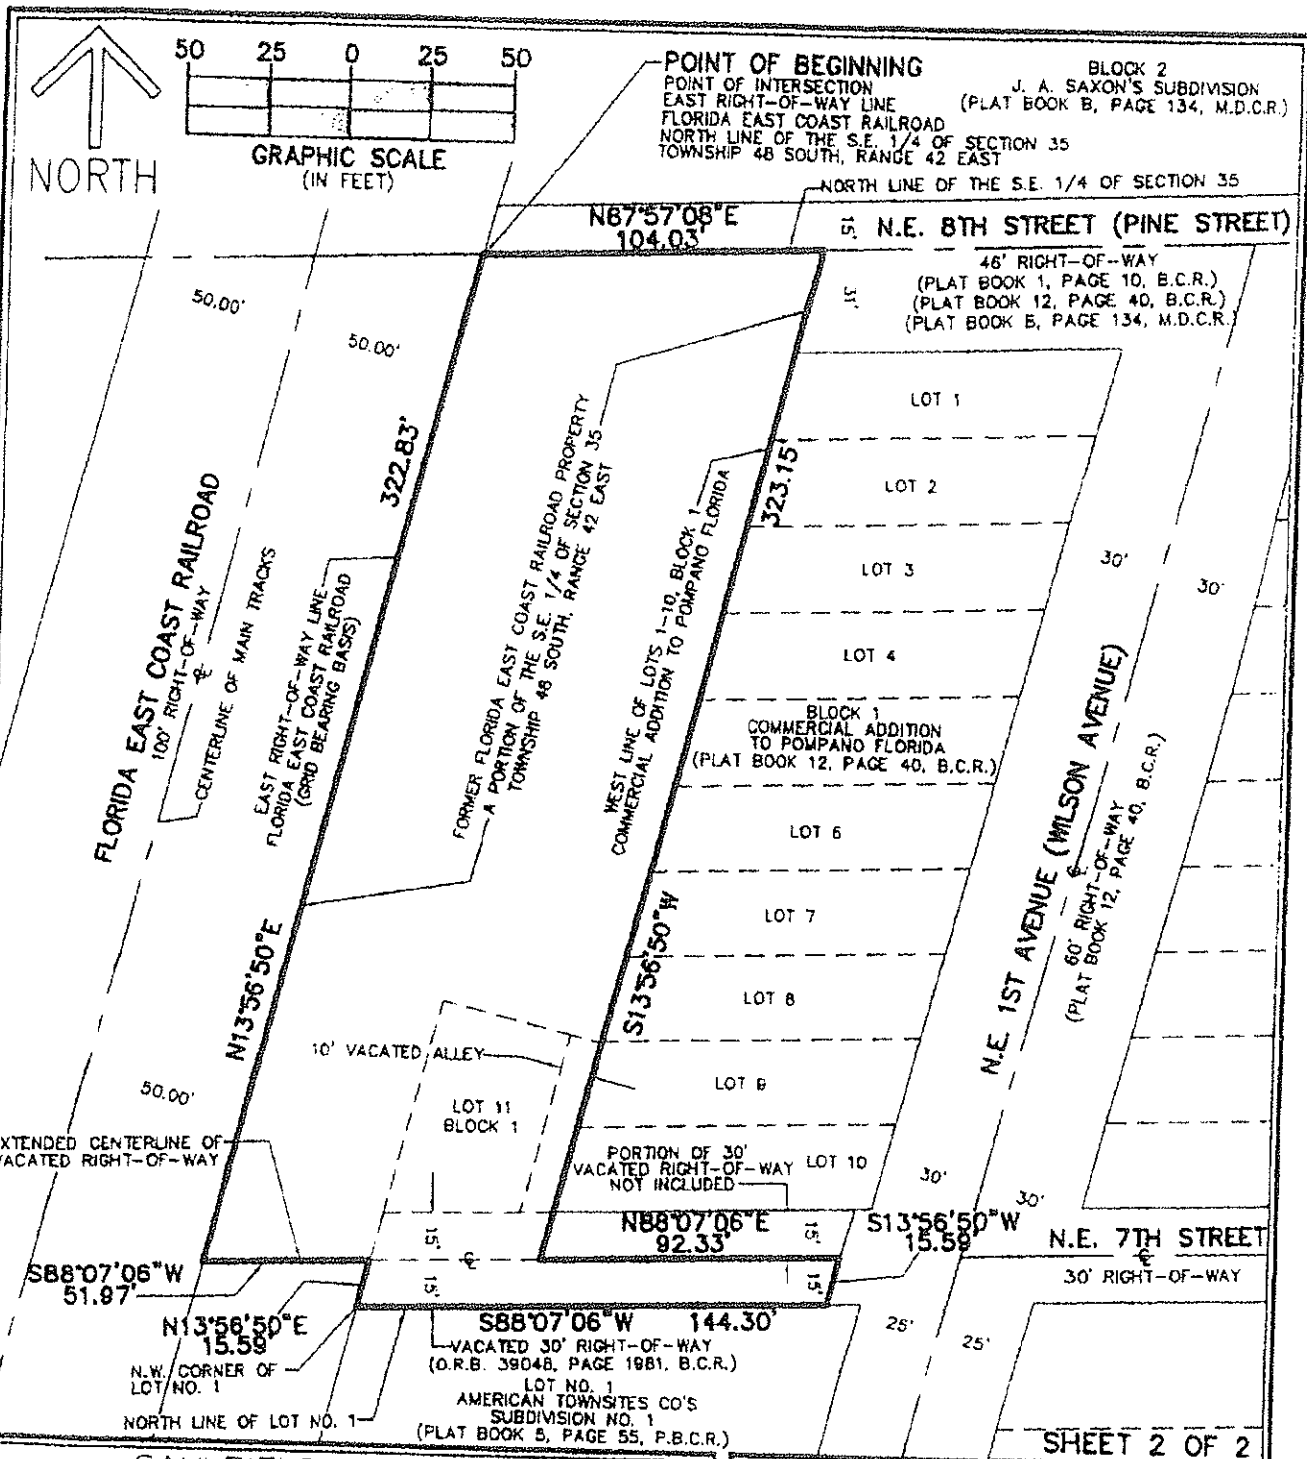 50 25 0 25 50
GRAPHIC SCALE
(IN FEET)
NORTH
POINT OF BEGINNING
POINT OF INTERSECTION
EAST RIGHT-OF-WAY LINE
FLORIDA EAST COAST RAILROAD
NORTH LINE OF THE S.E. 1/4 OF SECTION 35
TOWNSHIP 48 SOUTH, RANGE 42 EAST
BLOCK 2
J. A. SAXON'S SUBDIVISION
(PLAT BOOK B, PAGE 134, M.D.C.R.)
NORTH LINE OF THE S.E. 1/4 OF SECTION 35
N87°57'08"E
104.03'
15'
N.E. 8TH STREET (PINE STREET)
46' RIGHT-OF-WAY
(PLAT BOOK 1, PAGE 10, B.C.R.)
(PLAT BOOK 12, PAGE 40, B.C.R.)
(PLAT BOOK B, PAGE 134, M.D.C.R.)
31'
50.00'
50.00'
322.83'
FLORIDA EAST COAST RAILROAD
100' RIGHT-OF-WAY
℄
CENTERLINE OF MAIN TRACKS
EAST RIGHT-OF-WAY LINE
FLORIDA EAST COAST RAILROAD
(GRID BEARING BASIS)
FORMER FLORIDA EAST COAST RAILROAD PROPERTY
A PORTION OF THE S.E. 1/4 OF SECTION 35
TOWNSHIP 48 SOUTH, RANGE 42 EAST
WEST LINE OF LOTS 1-10, BLOCK 1
COMMERCIAL ADDITION TO POMPANO FLORIDA
323.15'
LOT 1
LOT 2
LOT 3
LOT 4
BLOCK 1
COMMERCIAL ADDITION
TO POMPANO FLORIDA
(PLAT BOOK 12, PAGE 40, B.C.R.)
LOT 6
LOT 7
LOT 8
LOT 9
LOT 10
30'
30'
N.E. 1ST AVENUE (WILSON AVENUE)
℄
60' RIGHT-OF-WAY
(PLAT BOOK 12, PAGE 40, B.C.R.)
N13°56'50"E
S13°56'50"W
10' VACATED ALLEY
LOT 11
BLOCK 1
50.00'
EXTENDED CENTERLINE OF
VACATED RIGHT-OF-WAY
PORTION OF 30'
VACATED RIGHT-OF-WAY
NOT INCLUDED
30'
30'
N88°07'06"E
92.33'
15'
S13°56'50"W
15.59'
N.E. 7TH STREET
℄
30' RIGHT-OF-WAY
15'
℄
15'
15'
S88°07'06"W
51.97'
N13°56'50"E
15.59'
S88°07'06"W 144.30'
VACATED 30' RIGHT-OF-WAY
(O.R.B. 39048, PAGE 1981, B.C.R.)
25'
25'
N.W. CORNER OF
LOT NO. 1
NORTH LINE OF LOT NO. 1
LOT NO. 1
AMERICAN TOWNSITES CO'S
SUBDIVISION NO. 1
(PLAT BOOK 5, PAGE 55, P.B.C.R.)
SHEET 2 OF 2